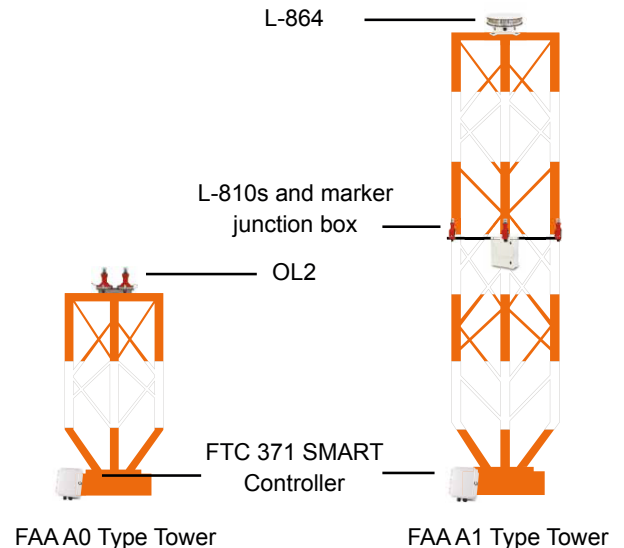 L-864
L-810s and marker
junction box
OL2
FTC 371 SMART
Controller
FAA A0 Type Tower
FAA A1 Type Tower